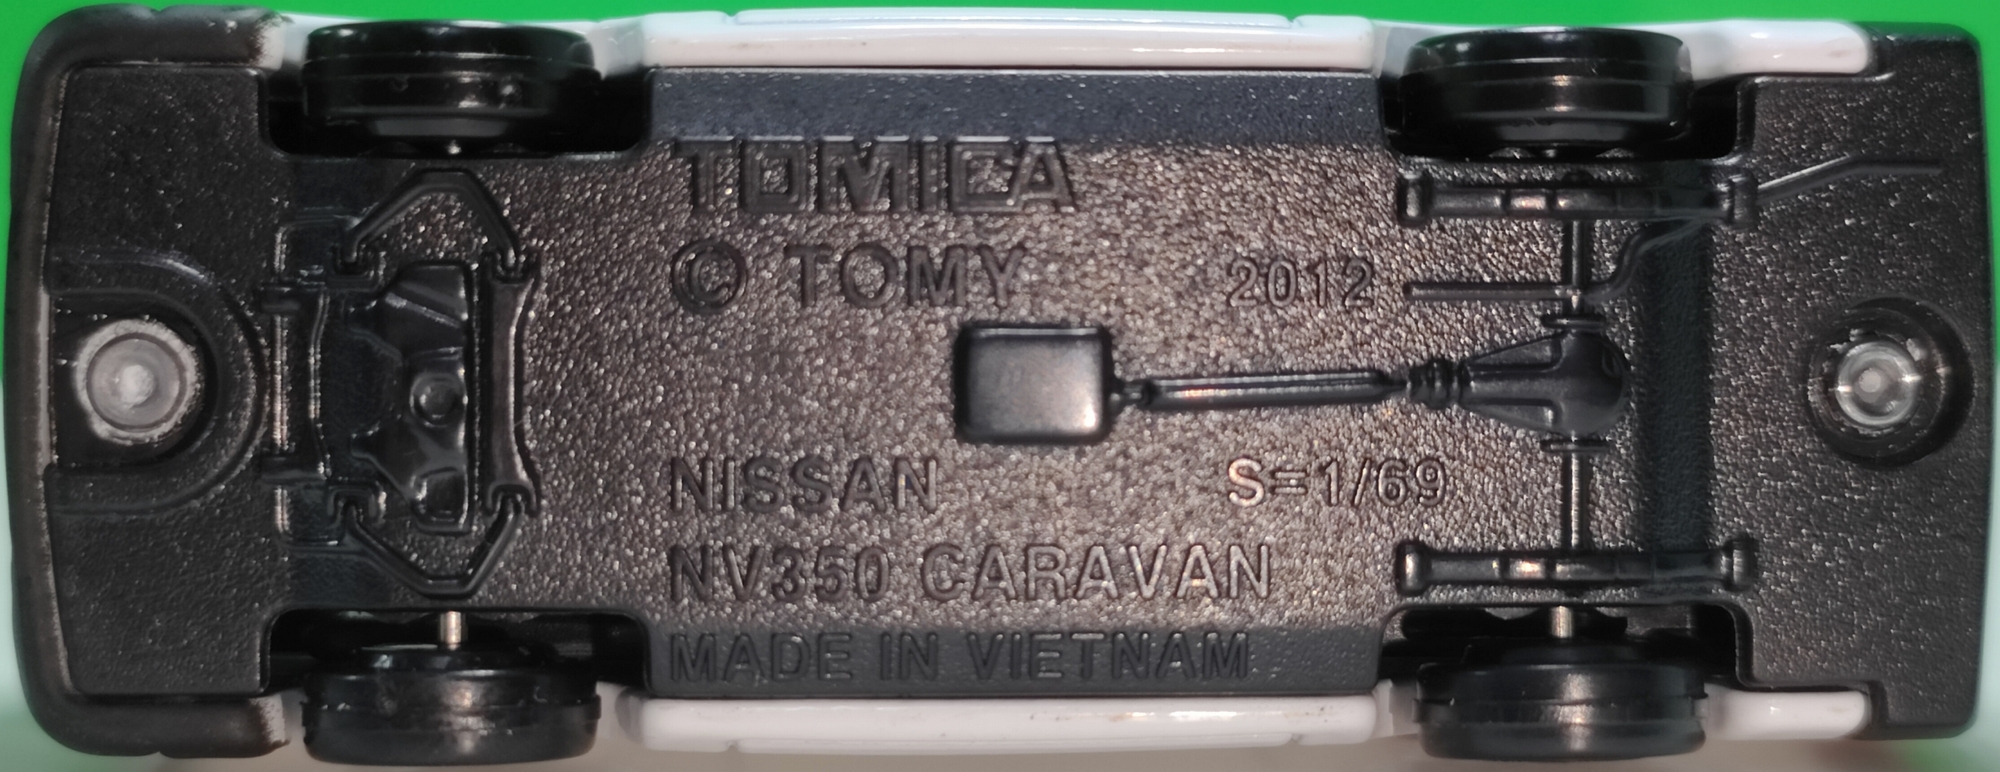 TOMICA
© TOMY 2012
NISSAN S=1/69
NV350 CARAVAN
MADE IN VIETNAM